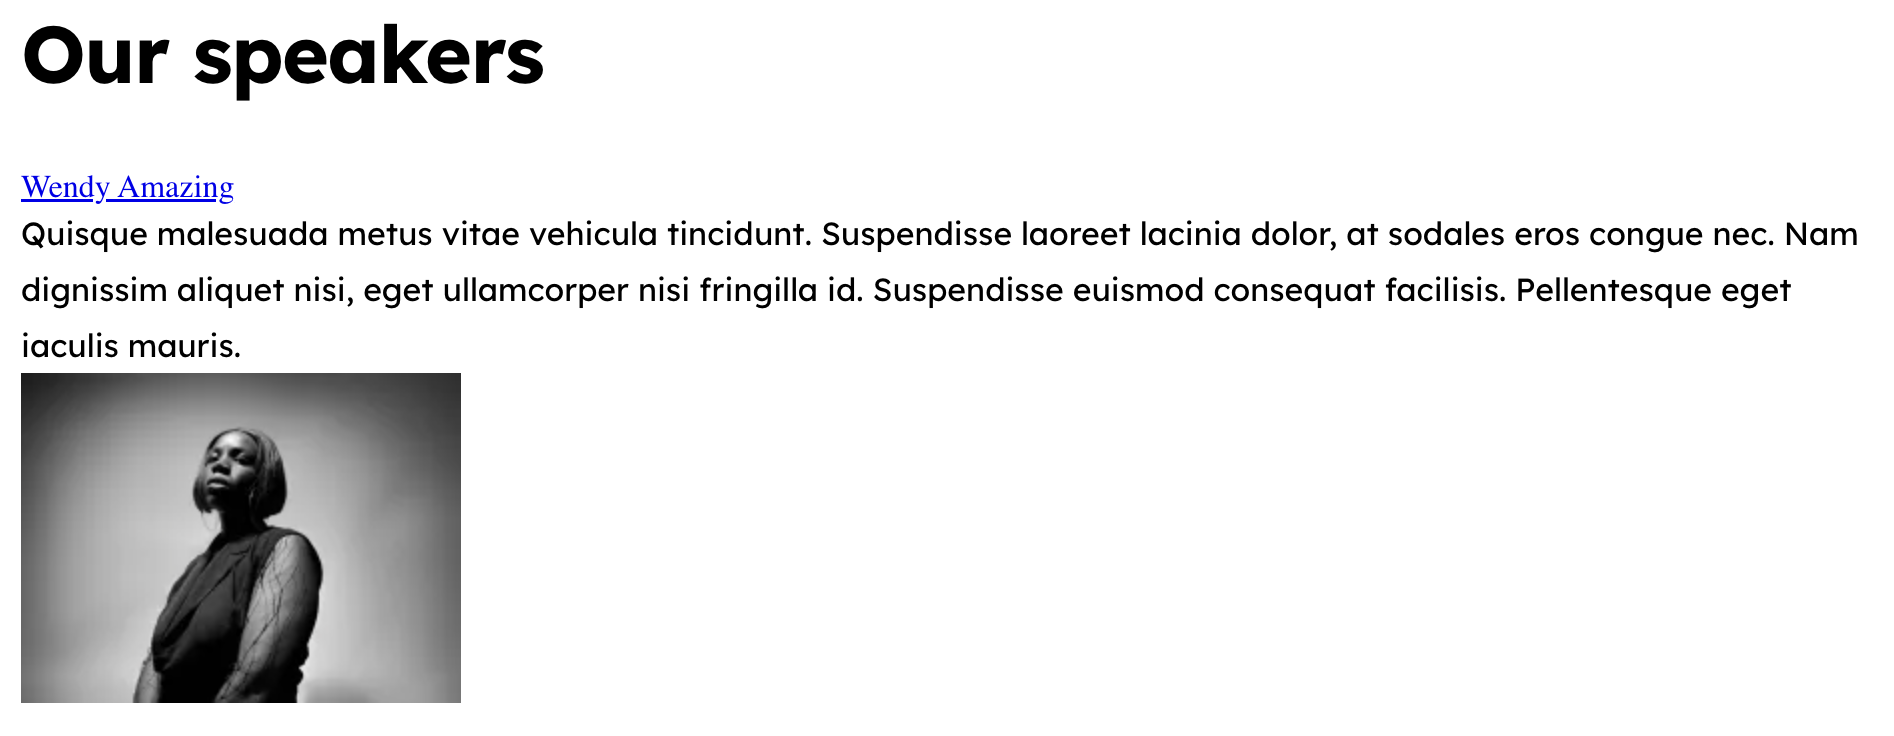 Our speakers
Wendy Amazing
Quisque malesuada metus vitae vehicula tincidunt. Suspendisse laoreet lacinia dolor, at sodales eros congue nec. Nam
dignissim aliquet nisi, eget ullamcorper nisi fringilla id. Suspendisse euismod consequat facilisis. Pellentesque eget
iaculis mauris.